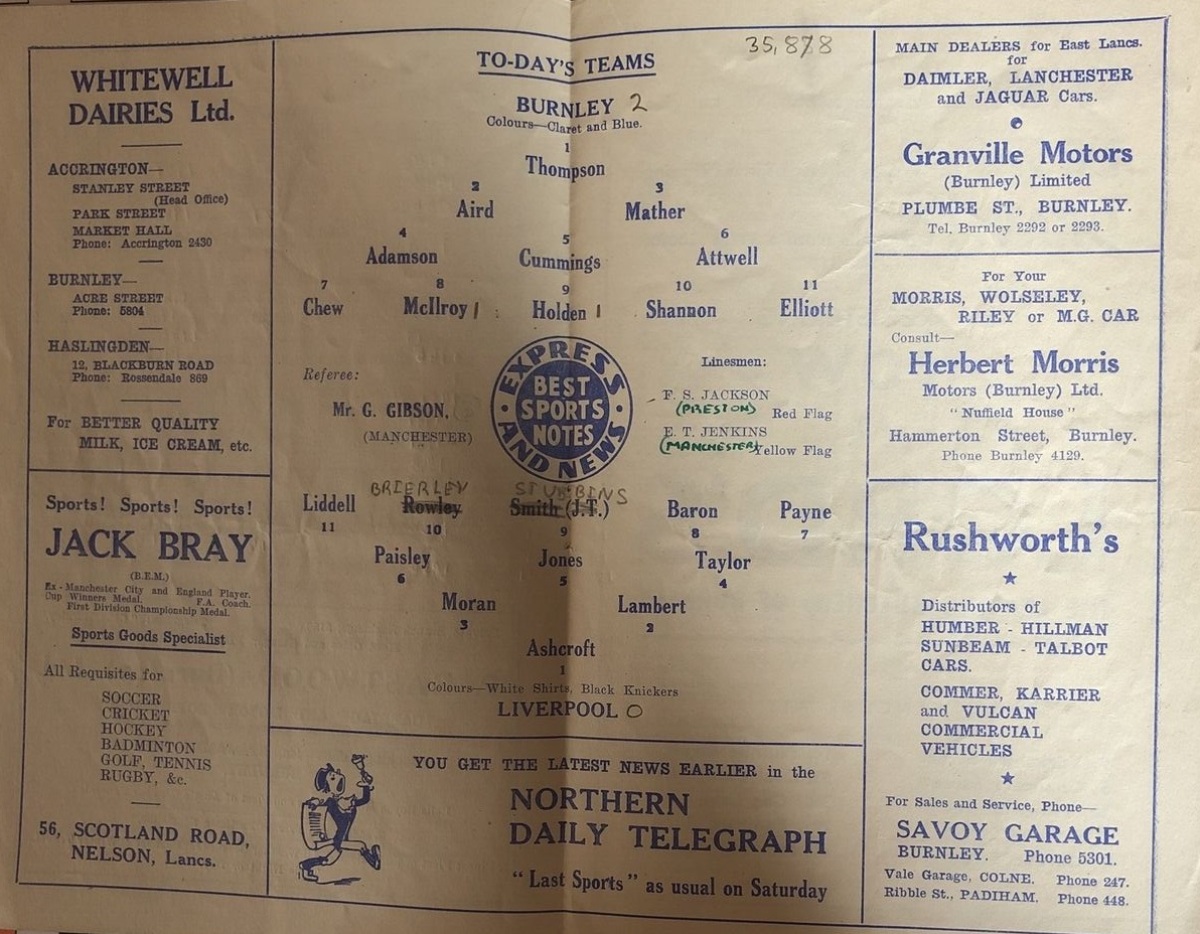 WHITEWELL
DAIRIES Ltd.
ACCRINGTON—
STANLEY STREET
(Head Office)
PARK STREET
MARKET HALL
Phone: Accrington 2430
BURNLEY—
ACRE STREET
Phone: 5804
HASLINGDEN—
12, BLACKBURN ROAD
Phone: Rossendale 869
For BETTER QUALITY
MILK, ICE CREAM, etc.
Sports! Sports! Sports!
JACK BRAY
(B.E.M.)
Ex - Manchester City and England Player.
Cup Winners Medal. F.A. Coach.
First Division Championship Medal.
Sports Goods Specialist
All Requisites for
SOCCER
CRICKET
HOCKEY
BADMINTON
GOLF, TENNIS
RUGBY, &c.
56, SCOTLAND ROAD,
NELSON, Lancs.
35,878
TO-DAY'S TEAMS
BURNLEY 2
Colours—Claret and Blue.
1
Thompson
2 3
Aird Mather
4 5 6
Adamson Cummings Attwell
7 8 9 10 11
Chew McIlroy 1 Holden 1 Shannon Elliott
Referee:
Mr. G. GIBSON,
(MANCHESTER)
EXPRESS
BEST
SPORTS
NOTES
AND NEWS
Linesmen:
F. S. JACKSON
(PRESTON) Red Flag
E. T. JENKINS
(MANCHESTER) Yellow Flag
BRIERLEY STUBBINS
Liddell Rowley Smith (J.T.) Baron Payne
11 10 9 8 7
Paisley Jones Taylor
6 5 4
Moran Lambert
3 2
Ashcroft
1
Colours—White Shirts, Black Knickers
LIVERPOOL 0
YOU GET THE LATEST NEWS EARLIER in the
NORTHERN
DAILY TELEGRAPH
"Last Sports" as usual on Saturday
MAIN DEALERS for East Lancs.
for
DAIMLER, LANCHESTER
and JAGUAR Cars.
Granville Motors
(Burnley) Limited
PLUMBE ST., BURNLEY.
Tel. Burnley 2292 or 2293.
For Your
MORRIS, WOLSELEY,
RILEY or M.G. CAR
Consult—
Herbert Morris
Motors (Burnley) Ltd.
"Nuffield House"
Hammerton Street, Burnley.
Phone Burnley 4129.
Rushworth's
Distributors of
HUMBER - HILLMAN
SUNBEAM - TALBOT
CARS.
COMMER, KARRIER
and VULCAN
COMMERCIAL
VEHICLES
For Sales and Service, Phone—
SAVOY GARAGE
BURNLEY. Phone 5301.
Vale Garage, COLNE. Phone 247.
Ribble St., PADIHAM. Phone 448.